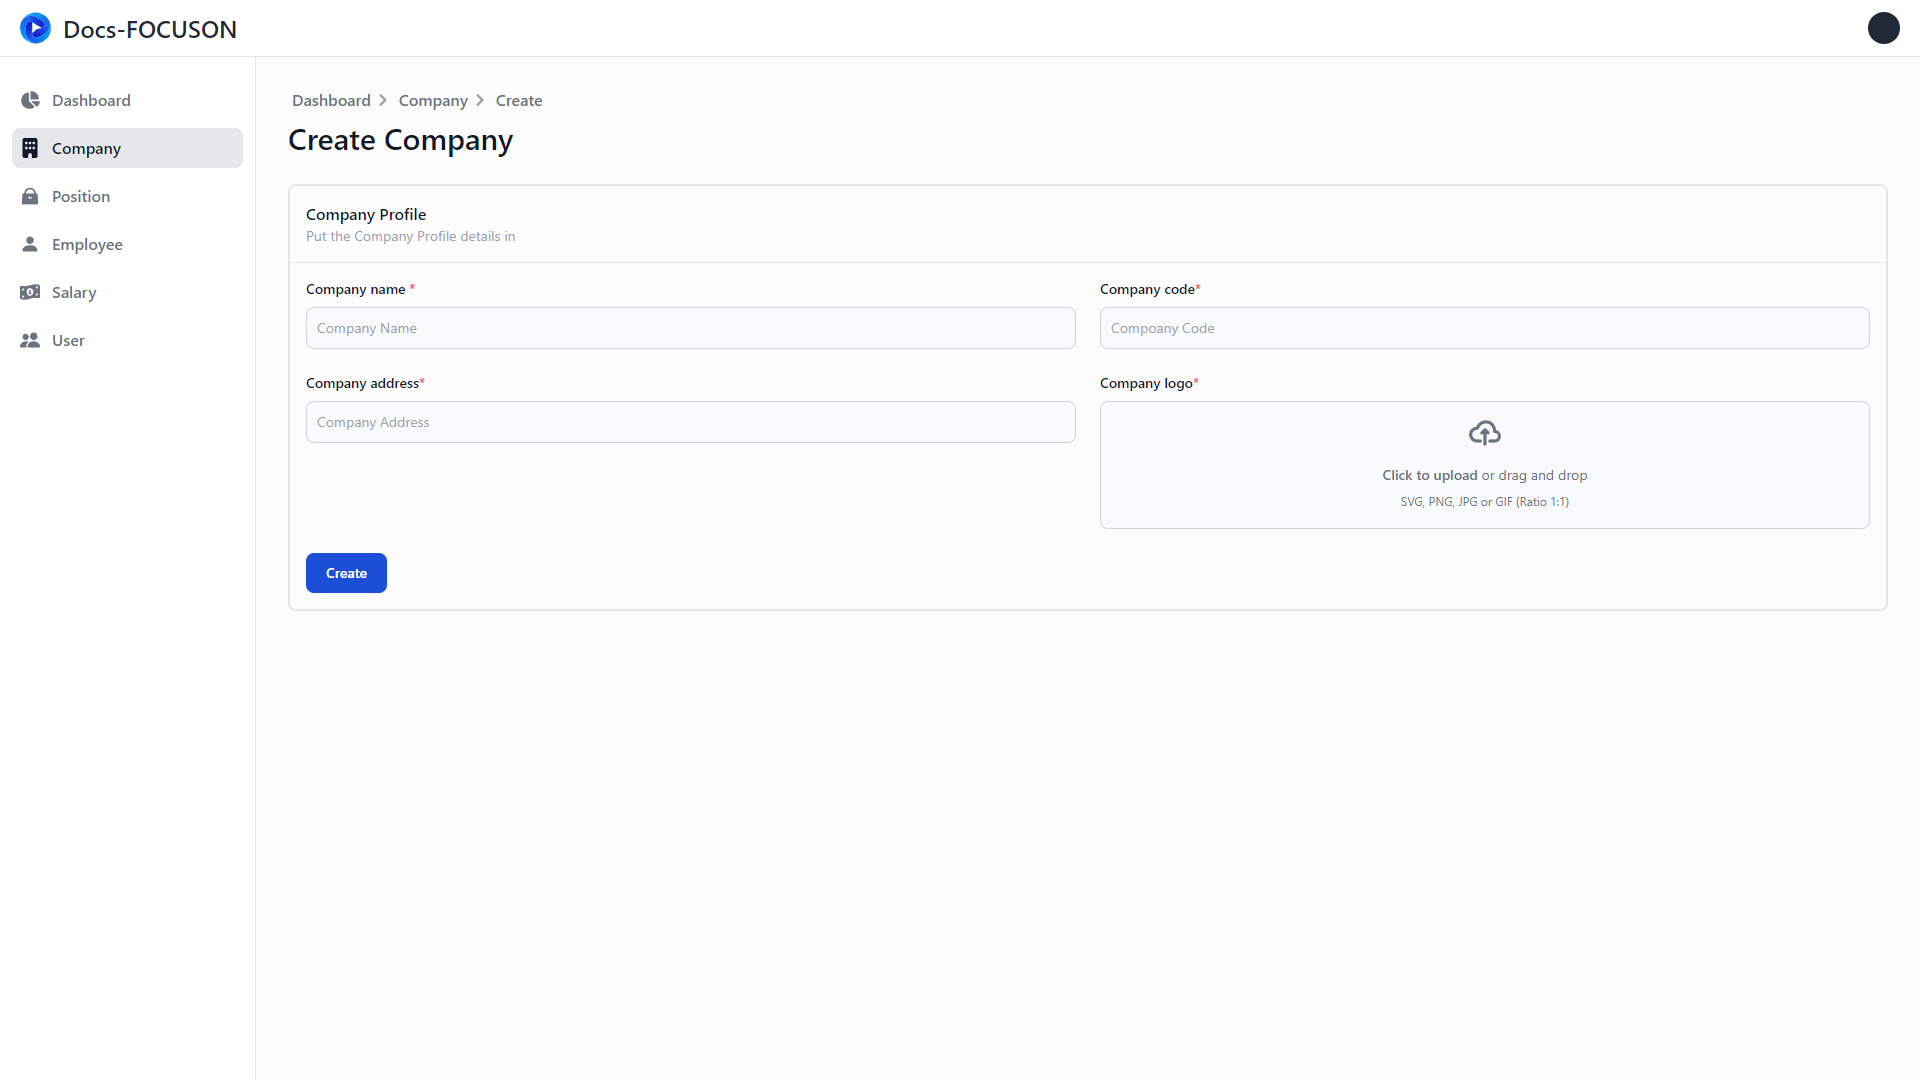 Docs-FOCUSON
Dashboard
Company
Position
Employee
Salary
User
Dashboard Company Create
Create Company
Company Profile
Put the Company Profile details in
Company name *
Company Name
Company code*
Compoany Code
Company address*
Company Address
Company logo*
Click to upload or drag and drop
SVG, PNG, JPG or GIF (Ratio 1:1)
Create